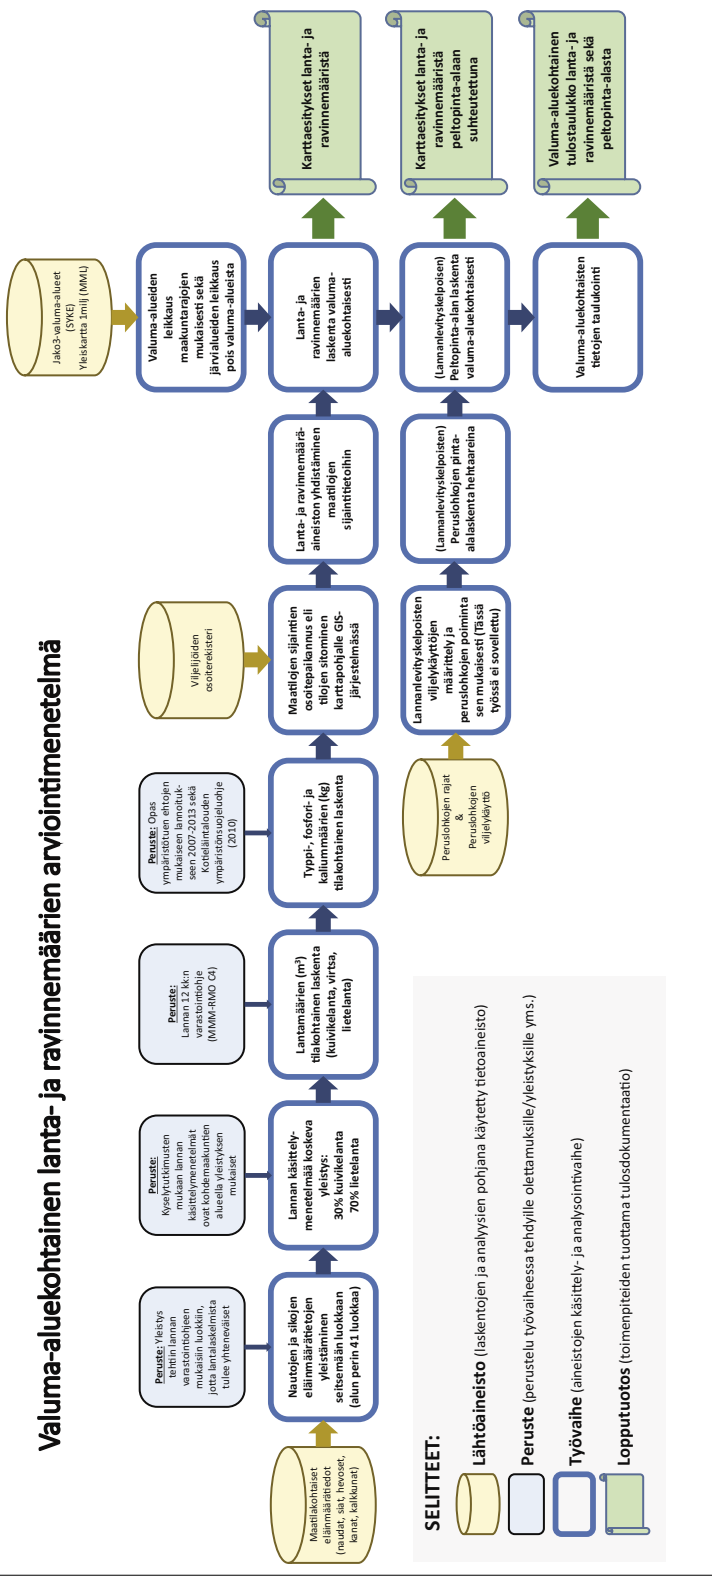 Valuma-aluekohtainen lanta- ja ravinnemäärien arviointimenetelmä
Maatilakohtaiset
eläinmäärätiedot
(naudat, siat, hevoset,
kanat, kalkkunat)
Peruste: Yleistys
tehtiin lannan
varastointiohjeen
mukaisiin luokkiin,
jotta lantalaskelmista
tulee yhteneväiset
Nautojen ja sikojen
eläinmäärätietojen
yleistäminen
seitsemään luokkaan
(alun perin 41 luokkaa)
Peruste:
Kyselytutkimusten
mukaan lannan
käsittelymenetelmät
ovat kohdemaakuntien
alueella yleistyksen
mukaiset
Lannan käsittely-
menetelmää koskeva
yleistys:
30% kuivikelanta
70% lietelanta
Peruste:
Lannan 12 kk:n
varastointiohje
(MMM-RMO C4)
Lantamäärien (m³)
tilakohtainen laskenta
(kuivikelanta, virtsa,
lietelanta)
Peruste: Opas
ympäristötuen ehtojen
mukaiseen lannoituk-
seen 2007-2013 sekä
Kotieläintalouden
ympäristönsuojeluohje
(2010)
Typpi-, fosfori- ja
kaliummäärien (kg)
tilakohtainen laskenta
Viljelijöiden
osoiterekisteri
Maatilojen sijaintien
osoitepaikannus eli
tilojen sitominen
karttapohjalle GIS-
järjestelmässä
Lanta- ja ravinnemäärä-
aineiston yhdistäminen
maatilojen
sijaintitietoihin
Jako3-valuma-alueet
(SYKE)
Yleiskartta 1milj (MML)
Valuma-alueiden
leikkaus
maakuntarajojen
mukaisesti sekä
järvialueiden leikkaus
pois valuma-alueista
Lanta- ja
ravinnemäärien
laskenta valuma-
aluekohtaisesti
Karttaesitykset lanta- ja
ravinnemääristä
Peruslohkojen rajat
&
Peruslohkojen
viljelykäyttö
Lannanlevityskelpoisten
viljelykäyttöjen
määrittely ja
peruslohkojen poiminta
sen mukaisesti (Tässä
työssä ei sovellettu)
(Lannanlevityskelpoisten)
Peruslohkojen pinta-
alalaskenta hehtaareina
(Lannanlevityskelpoisen)
Peltopinta-alan laskenta
valuma-aluekohtaisesti
Karttaesitykset lanta- ja
ravinnemääristä
peltopinta-alaan
suhteutettuna
Valuma-aluekohtaisten
tietojen taulukointi
Valuma-aluekohtainen
tulostaulukko lanta- ja
ravinnemääristä sekä
peltopinta-alasta
SELITTEET:
Lähtöaineisto (laskentojen ja analyysien pohjana käytetty tietoaineisto)
Peruste (perustelu työvaiheessa tehdyille olettamuksille/yleistyksille yms.)
Työvaihe (aineistojen käsittely- ja analysointivaihe)
Lopputuotos (toimenpiteiden tuottama tulosdokumentaatio)